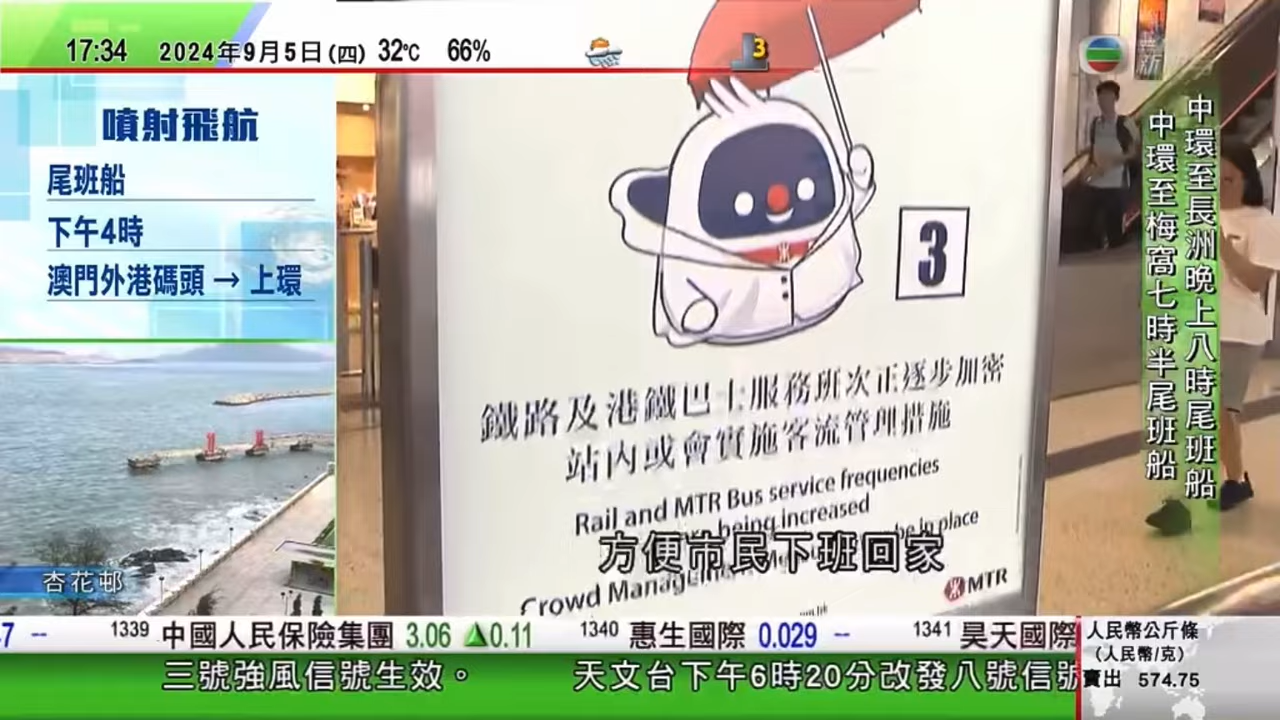 17:34 2024年9月5日(四) 32℃ 66%
3
新
噴射飛航
尾班船
下午4時
澳門外港碼頭 → 上環
杏花邨
3
鐵路及港鐵巴士服務班次正逐步加密
站內或會實施客流管理措施
Rail and MTR Bus service frequencies
being increased
Crowd be in place
MTR
方便市民下班回家
中環至長洲晚上八時尾班船
中環至梅窩七時半尾班船
7 -- 1339 中國人民保險集團 3.06 ▲0.11 1340 惠生國際 0.029 -- 1341 昊天國際
三號強風信號生效。 天文台下午6時20分改發八號信號
人民幣公斤條
(人民幣/克)
賣出 574.75